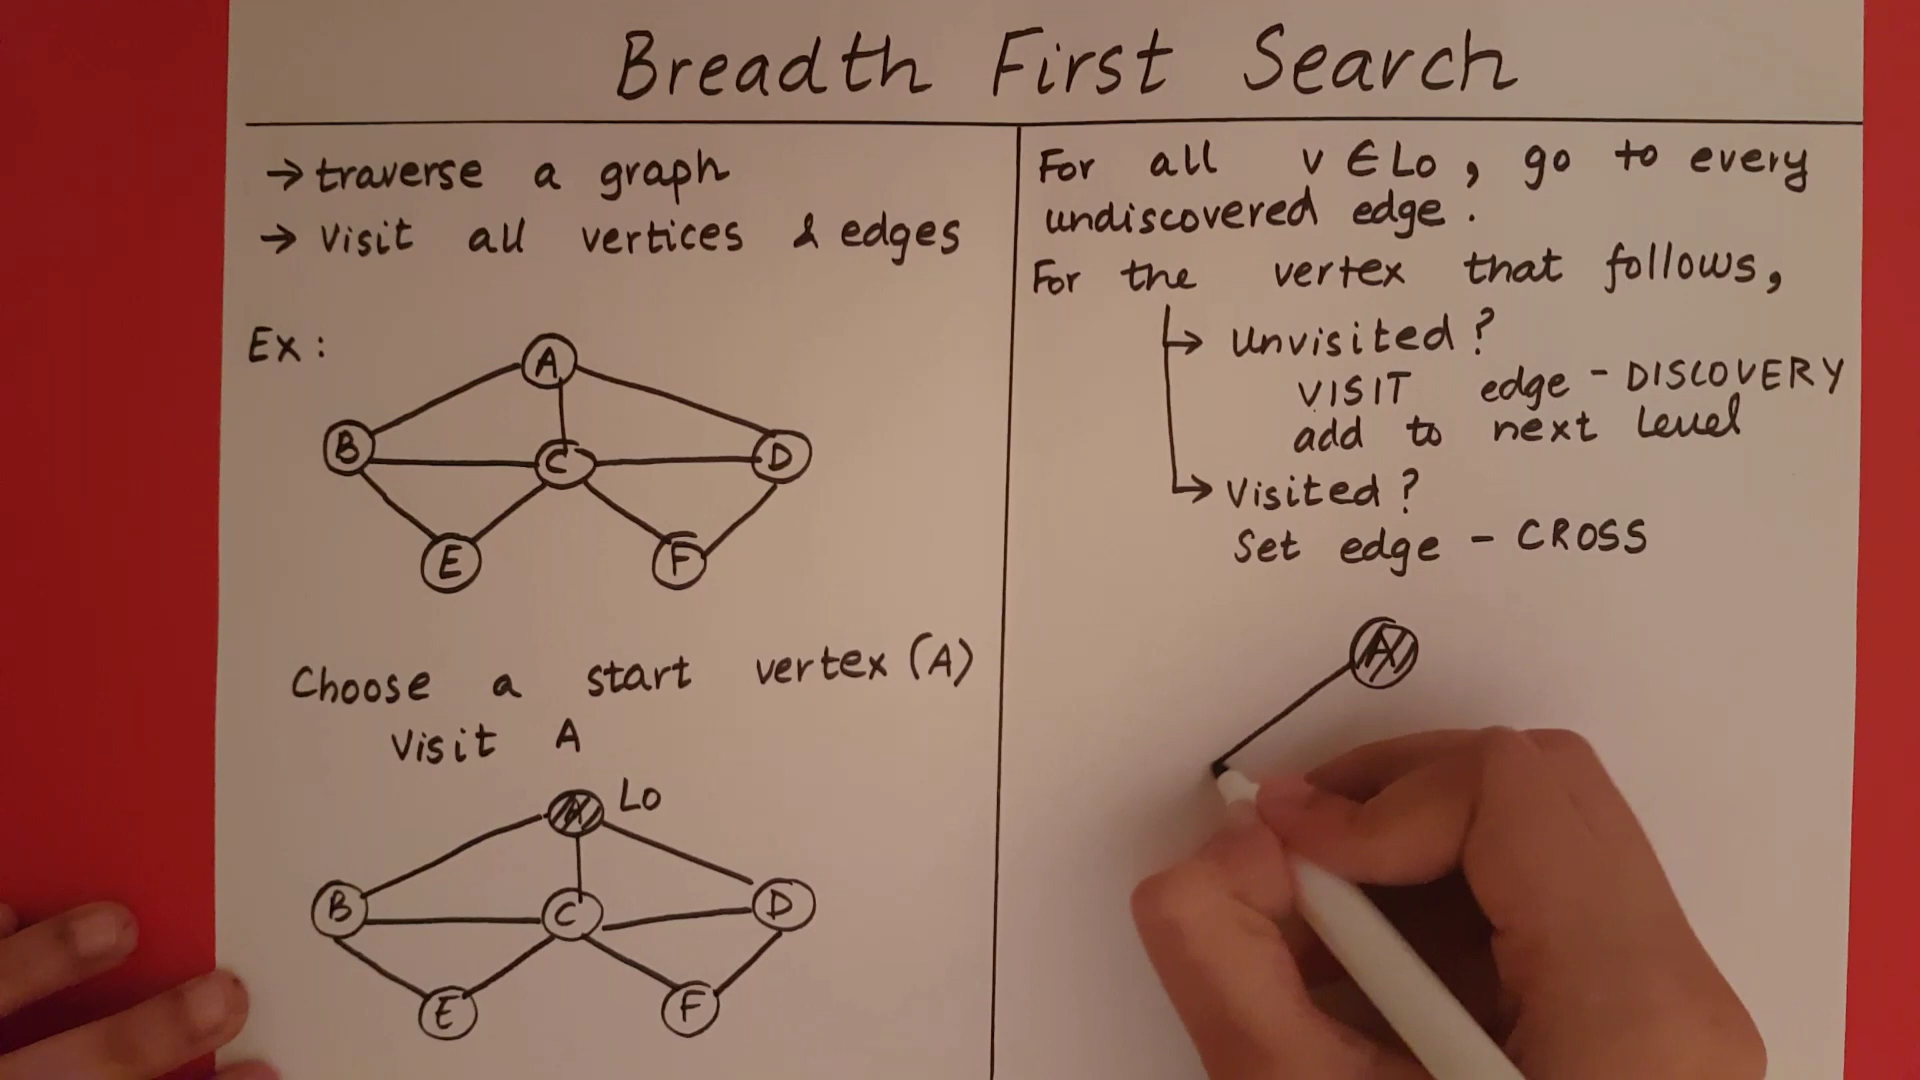 Breadth First Search
→ traverse a graph
→ Visit all vertices & edges
Ex :
A
B C D
E F
Choose a start vertex (A)
Visit A
A Lo
B C D
E F
For all v ∈ Lo , go to every
undiscovered edge .
For the vertex that follows,
↳ Unvisited ?
VISIT edge - DISCOVERY
add to next level
↳ Visited ?
Set edge - CROSS
A